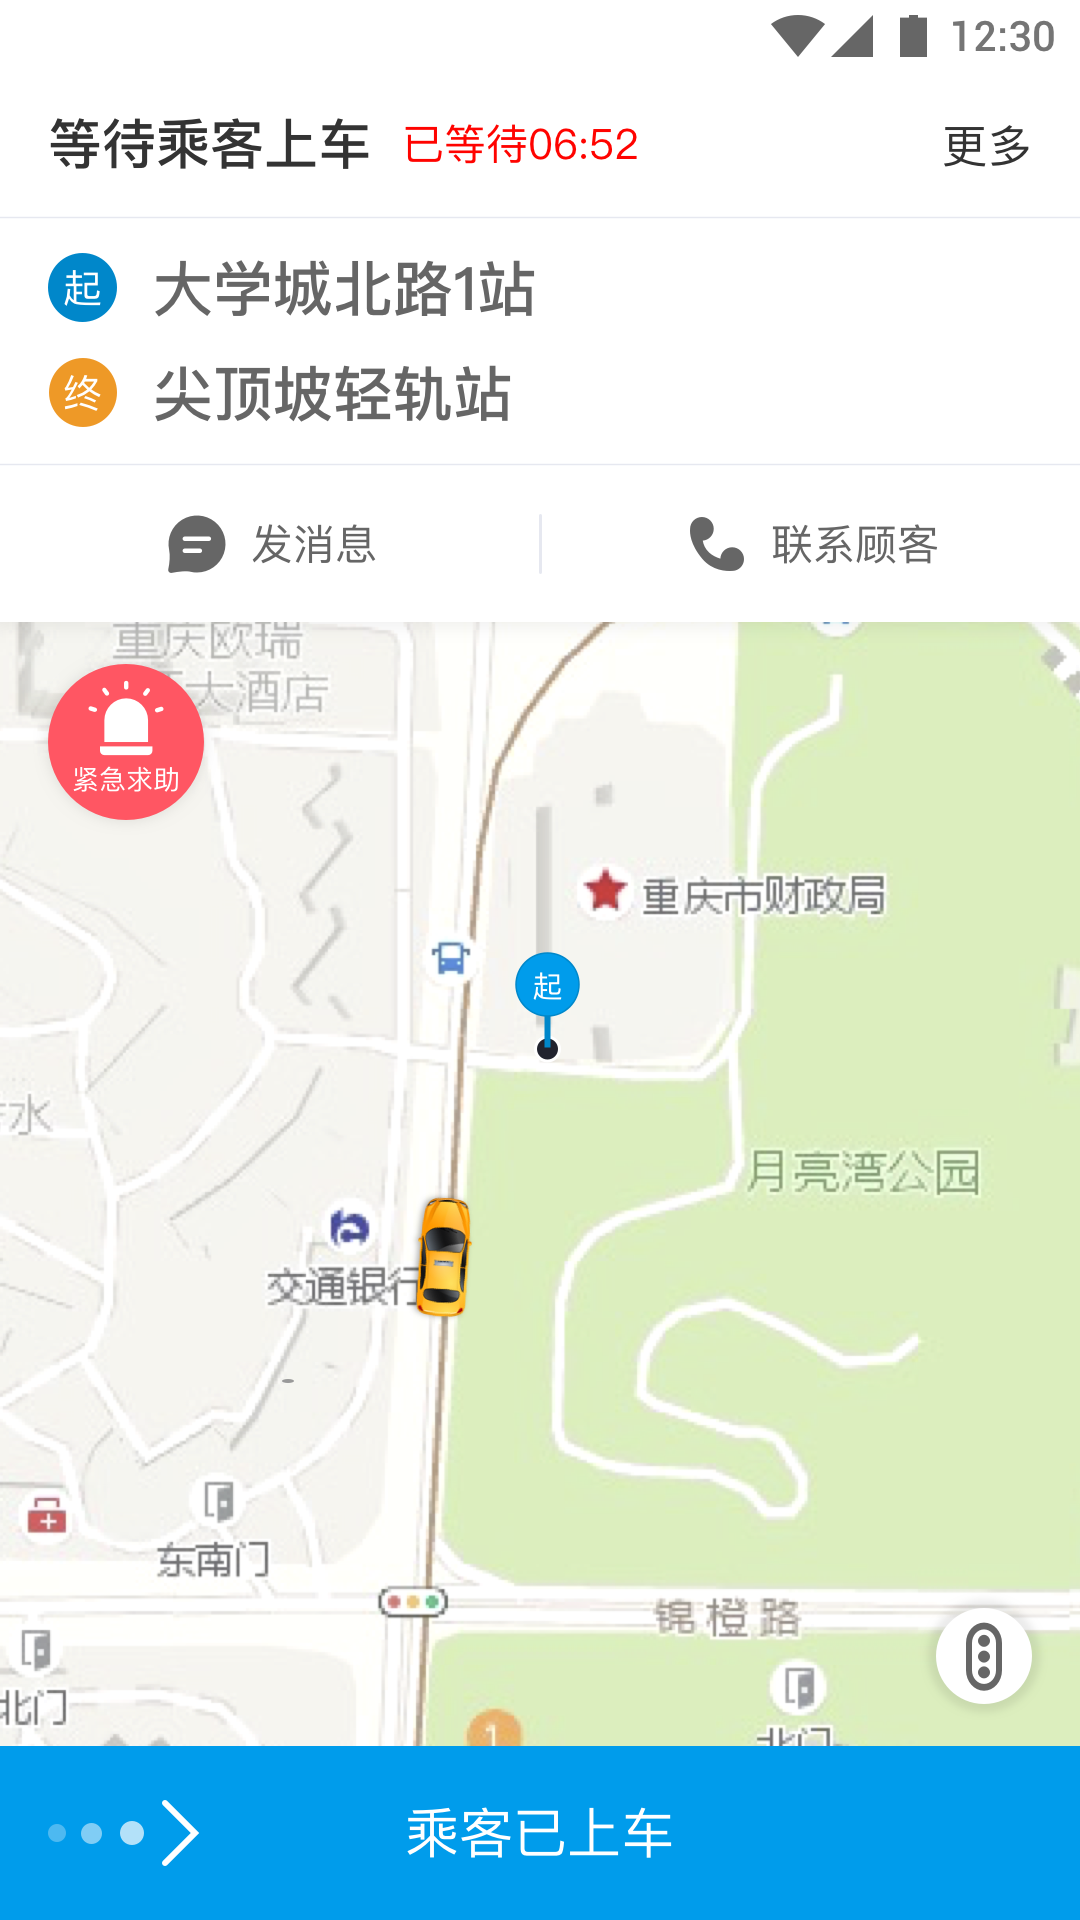 12:30
等待乘客上车 已等待06:52 更多
起 大学城北路1站
终 尖顶坡轻轨站
发消息 联系顾客
重庆欧瑞
大酒店
紧急求助
重庆市财政局
起
水
月亮湾公园
交通银行
东南门
锦橙路
北门
1
北门
乘客已上车